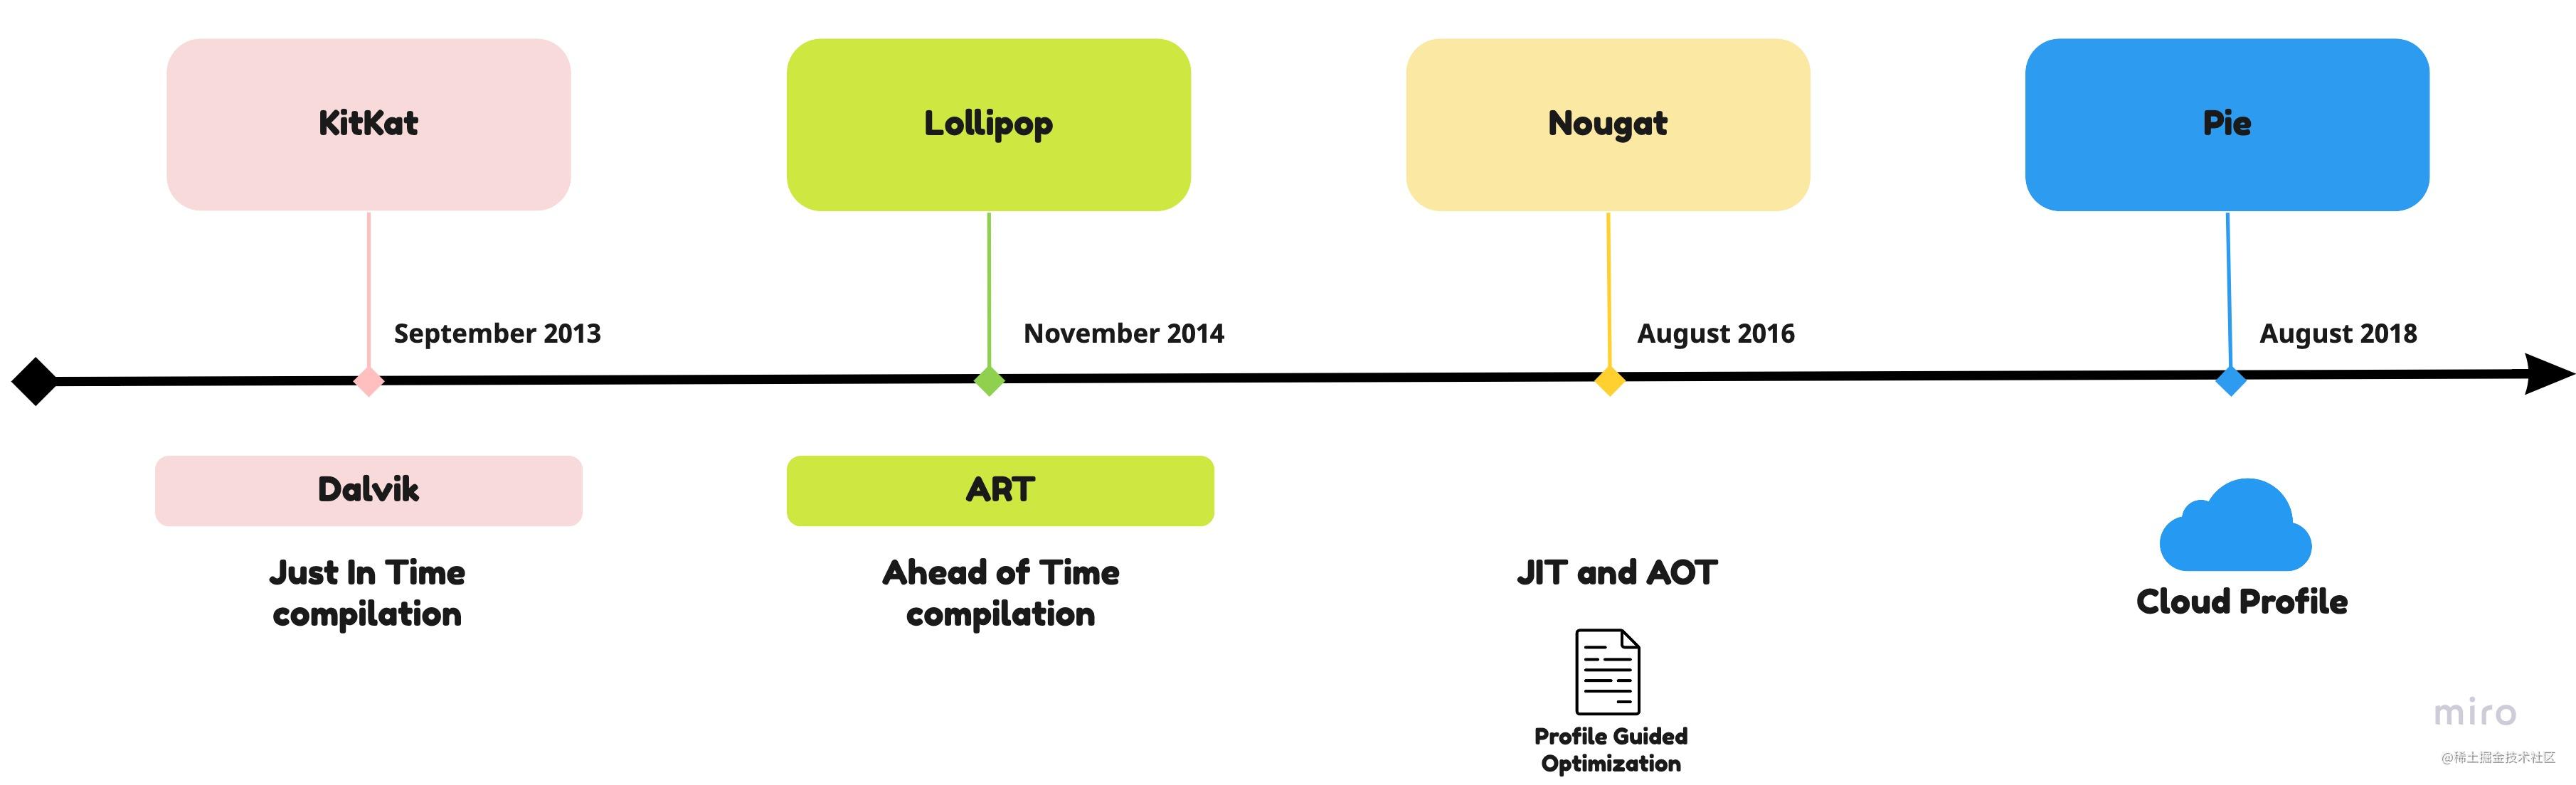 KitKat
Lollipop
Nougat
Pie
September 2013
November 2014
August 2016
August 2018
Dalvik
ART
Just In Time
compilation
Ahead of Time
compilation
JIT and AOT
Cloud Profile
Profile Guided
Optimization
miro
@稀土掘金技术社区